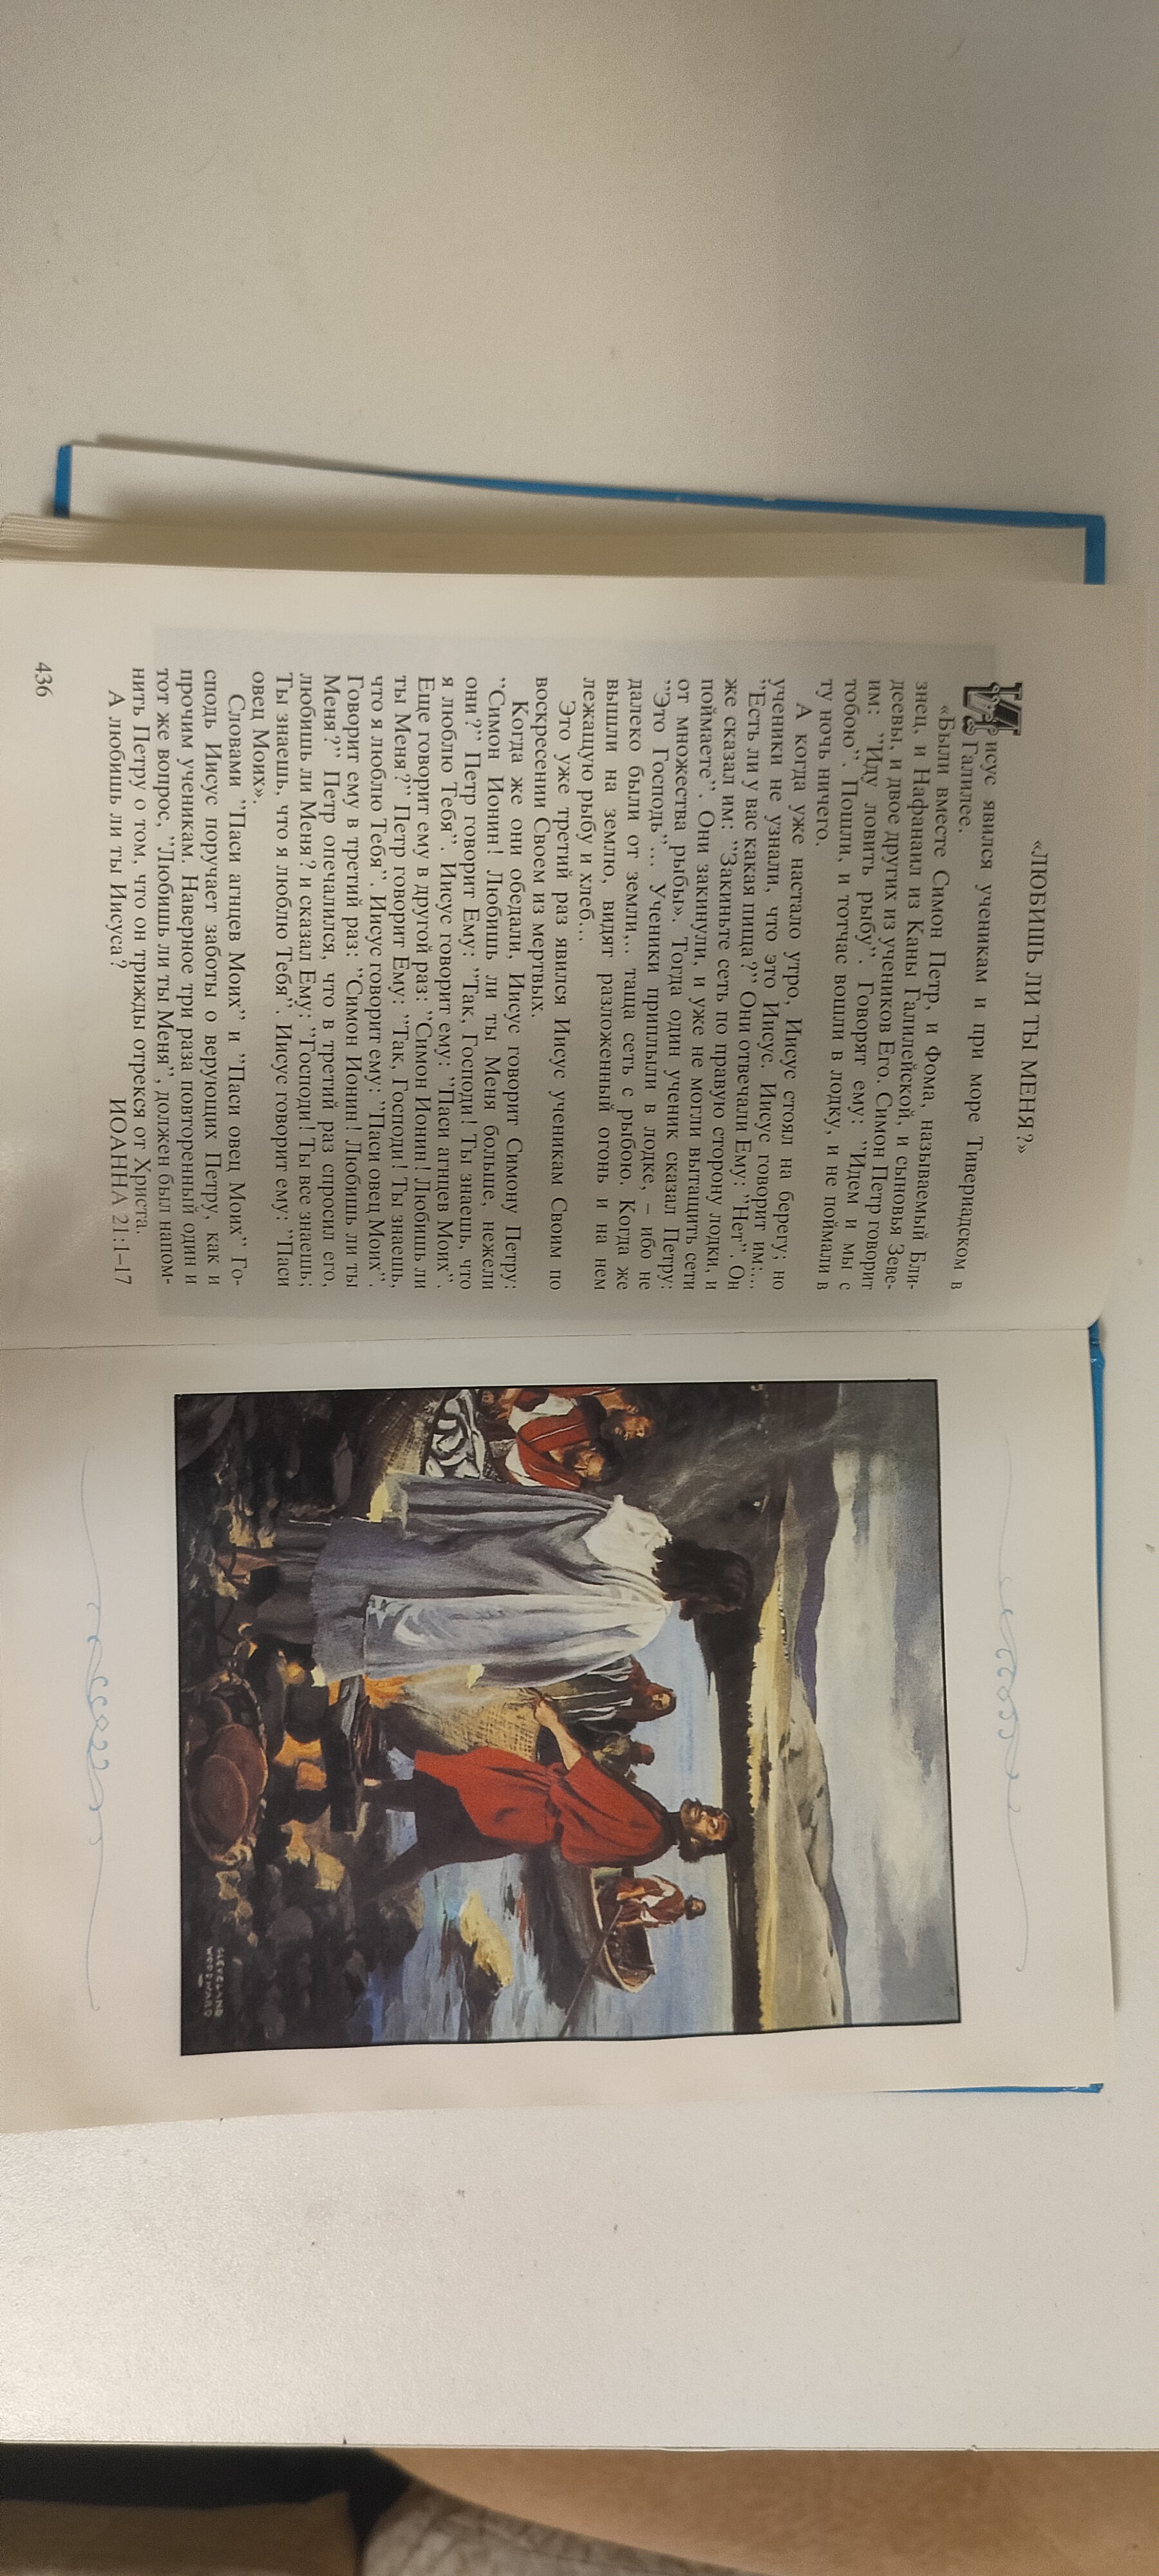 «ЛЮБИШЬ ЛИ ТЫ МЕНЯ?»
Иисус явился ученикам и при море Тивериадском в
Галилее.
«Были вместе Симон Петр, и Фома, называемый Бли-
знец, и Нафанаил из Каны Галилейской, и сыновья Зеве-
деевы, и двое других из учеников Его. Симон Петр говорит
им: ”Иду ловить рыбу”. Говорят ему: ”Идем и мы с
тобою”. Пошли, и тотчас вошли в лодку, и не поймали в
ту ночь ничего.
А когда уже настало утро, Иисус стоял на берегу; но
ученики не узнали, что это Иисус. Иисус говорит им:...
”Есть ли у вас какая пища?” Они отвечали Ему: ”Нет”. Он
же сказал им: ”Закиньте сеть по правую сторону лодки, и
поймаете”. Они закинули, и уже не могли вытащить сети
от множества рыбы». Тогда один ученик сказал Петру:
”Это Господь”... Ученики приплыли в лодке, – ибо не
далеко были от земли... таща сеть с рыбою. Когда же
вышли на землю, видят разложенный огонь и на нем
лежащую рыбу и хлеб...
Это уже третий раз явился Иисус ученикам Своим по
воскресении Своем из мертвых.
Когда же они обедали, Иисус говорит Симону Петру:
”Симон Ионин! Любишь ли ты Меня больше, нежели
они?” Петр говорит Ему: ”Так, Господи! Ты знаешь, что
я люблю Тебя”. Иисус говорит ему: ”Паси агнцев Моих”.
Еще говорит ему в другой раз: ”Симон Ионин! Любишь ли
ты Меня?” Петр говорит Ему: ”Так, Господи! Ты знаешь,
что я люблю Тебя”. Иисус говорит ему: ”Паси овец Моих”.
Говорит ему в третий раз: ”Симон Ионин! Любишь ли ты
Меня?” Петр опечалился, что в третий раз спросил его,
любишь ли Меня? и сказал Ему: ”Господи! Ты все знаешь;
Ты знаешь, что я люблю Тебя”. Иисус говорит ему: ”Паси
овец Моих».
Словами ”Паси агнцев Моих” и ”Паси овец Моих” Го-
сподь Иисус поручает заботы о верующих Петру, как и
прочим ученикам. Наверное три раза повторенный один и
тот же вопрос, ”Любишь ли ты Меня”, должен был напом-
нить Петру о том, что он трижды отрекся от Христа.
А любишь ли ты Иисуса? ИОАННА 21:1–17
436
CLEVELAND
WOODWARD